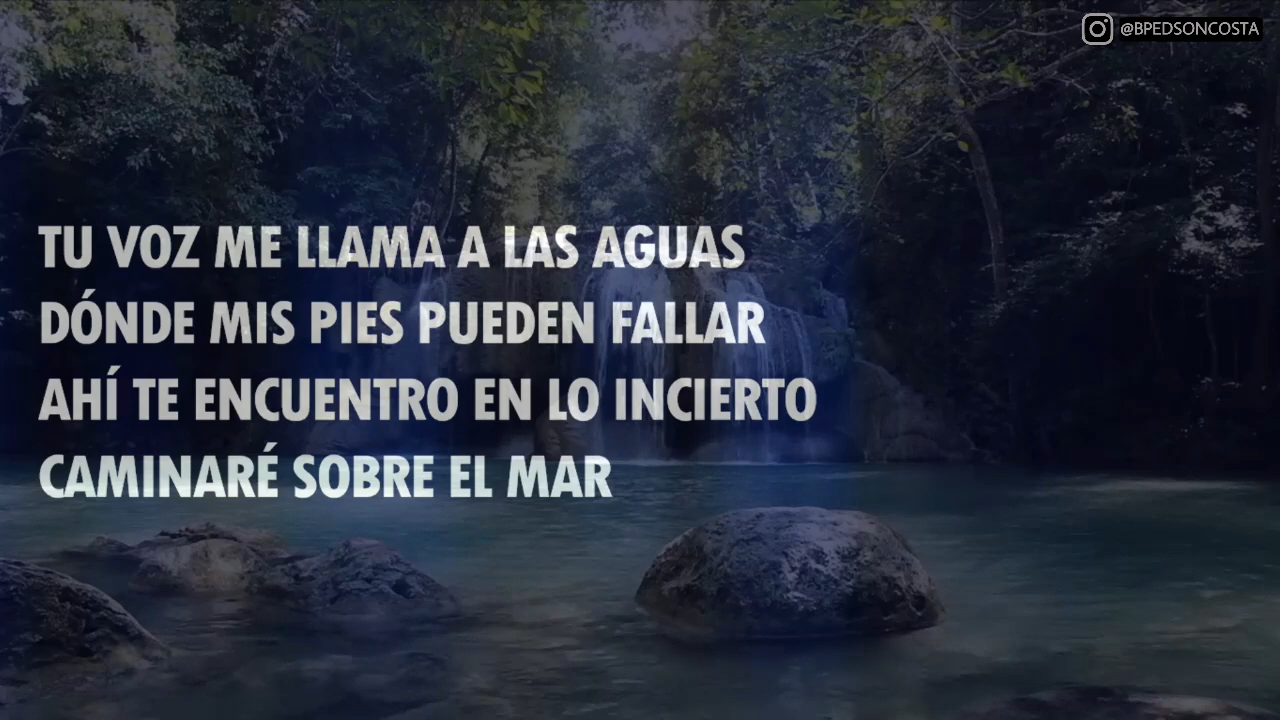 @BPEDSONCOSTA
TU VOZ ME LLAMA A LAS AGUAS
DÓNDE MIS PIES PUEDEN FALLAR
AHÍ TE ENCUENTRO EN LO INCIERTO
CAMINARÉ SOBRE EL MAR